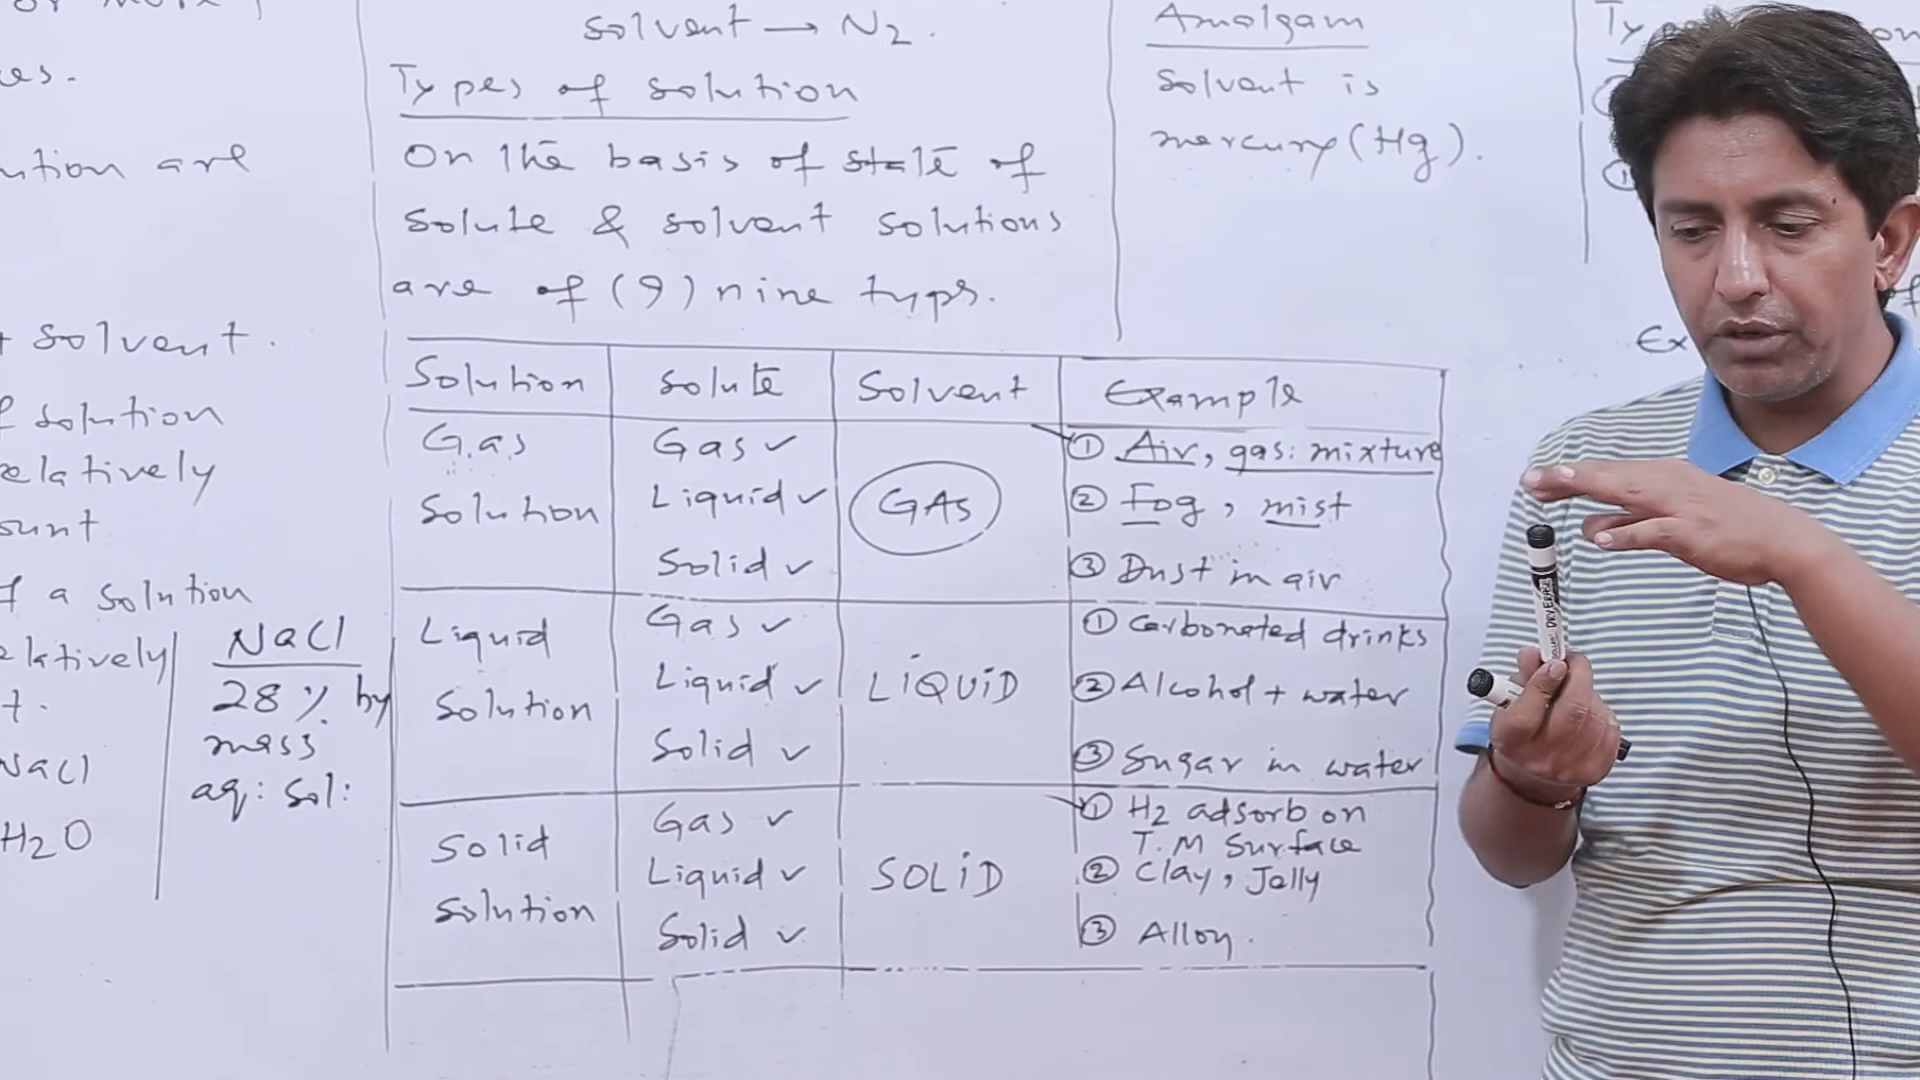 solvent → N2.
Types of solution
On the basis of state of
solute & solvent solutions
are of (9) nine typs.
Amalgam
solvent is
mercury (Hg).
Ex
ution are
solvent.
f solution
relatively
ount
f a solution
latively
t.
NaCl
H2O
NaCl
28% by
mass
aq: sol:
Solution Solute Solvent Example
Gas Solution
Gas ✓
Liquid ✓
Solid ✓
GAS
① Air, gas: mixture
② Fog, mist
③ Dust in air
Liquid Solution
Gas ✓
Liquid ✓
Solid ✓
LiQUiD
① Carbonated drinks
② Alcohol + water
③ Sugar in water
Solid Solution
Gas ✓
Liquid ✓
Solid ✓
SOLiD
① H2 adsorb on
T.M Surface
② Clay, Jelly
③ Alloy.
DRY ERASE